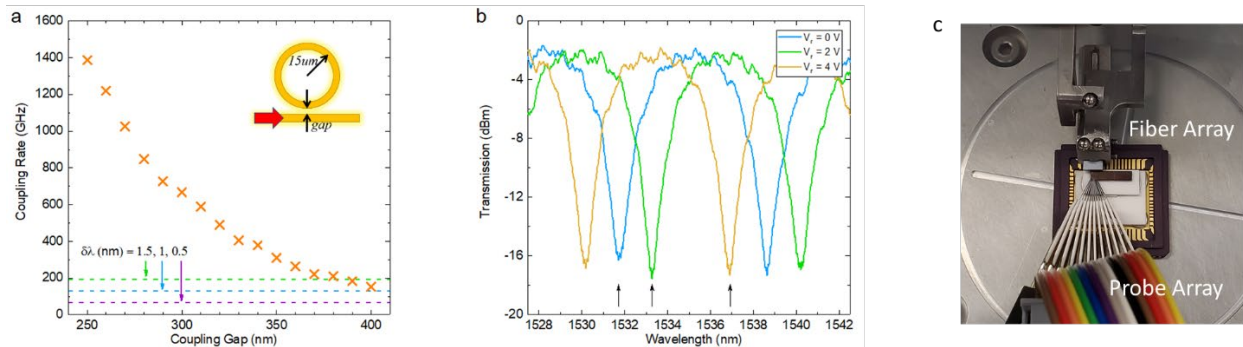 a
Coupling Rate (GHz)
1600
1400
1200
1000
800
600
400
200
0
250
300
350
400
Coupling Gap (nm)
15um
gap
δλ (nm) = 1.5, 1, 0.5
b
Transmission (dBm)
0
-4
-8
-12
-16
-20
1528
1530
1532
1534
1536
1538
1540
1542
Wavelength (nm)
Vr = 0 V
Vr = 2 V
Vr = 4 V
c
Fiber Array
Probe Array